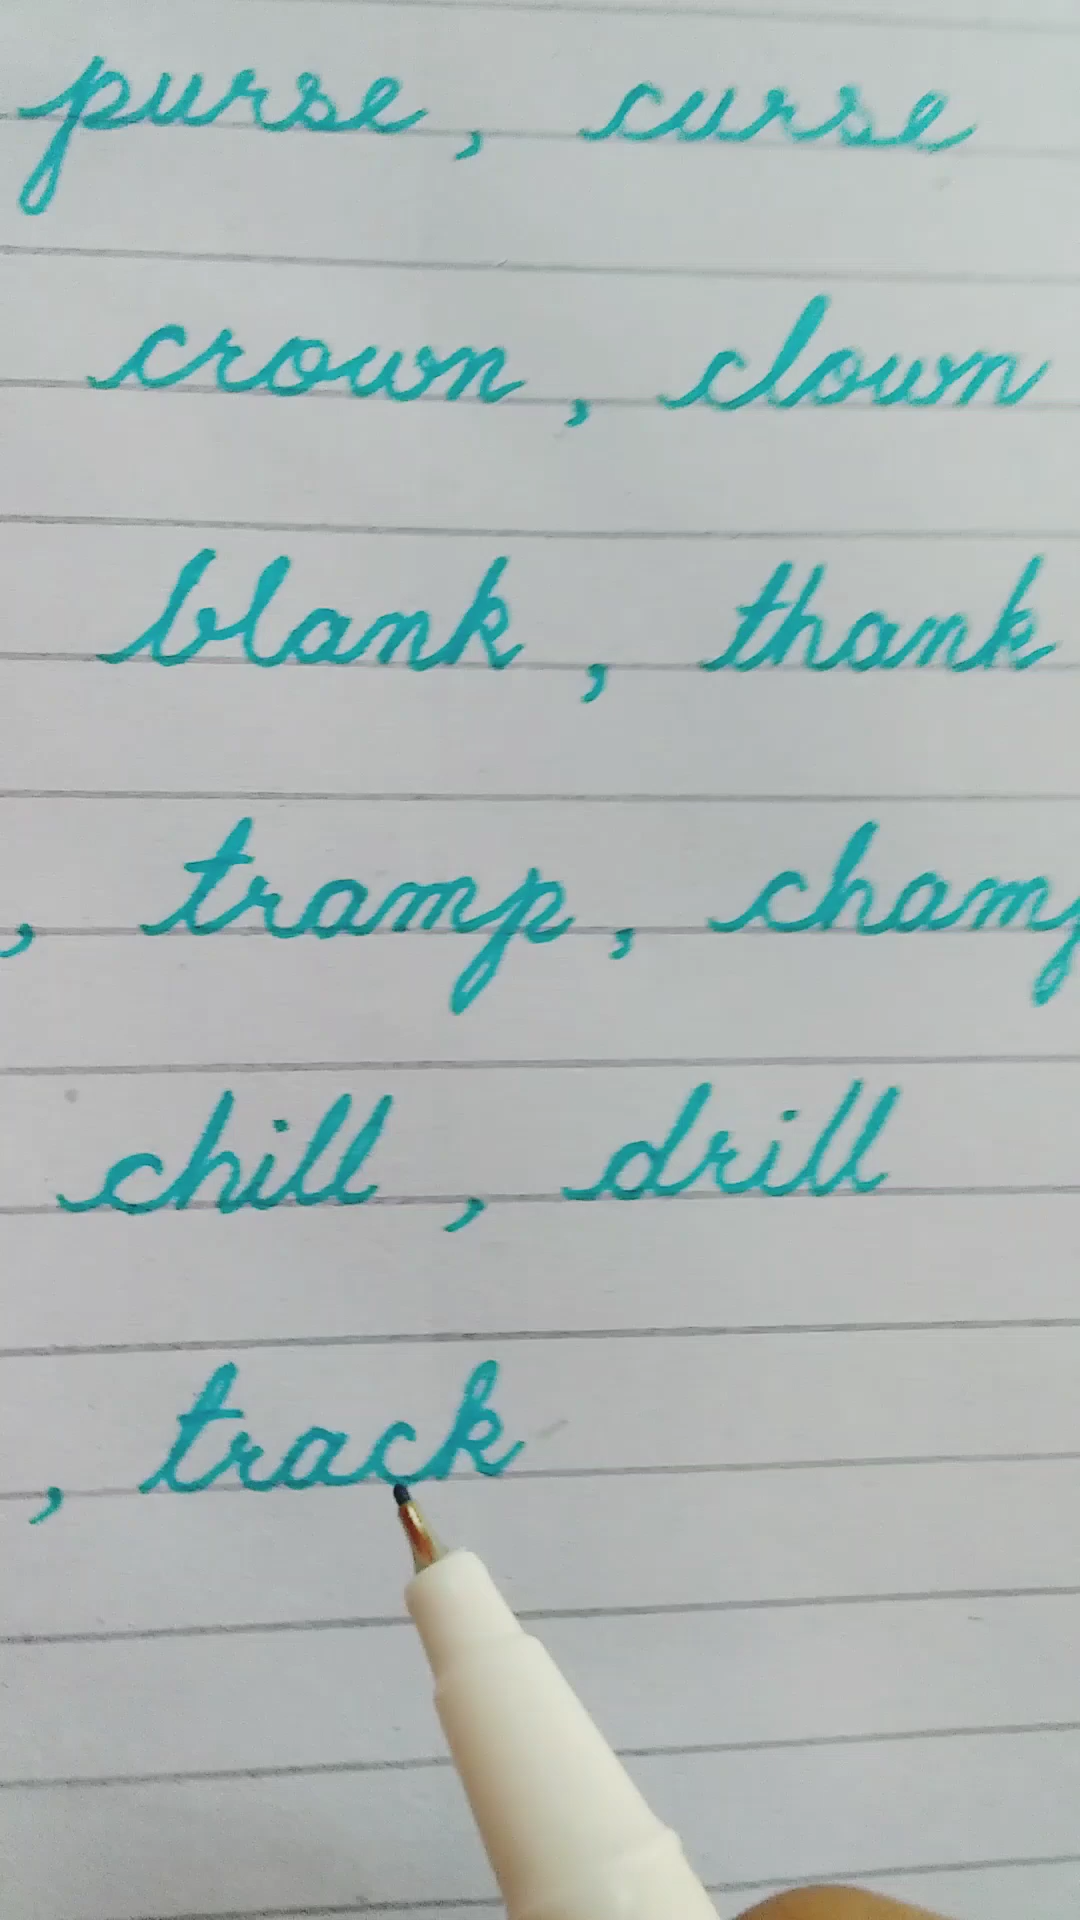 purse, curse
crown, clown
blank, thank
, tramp, champ
chill, drill
, track